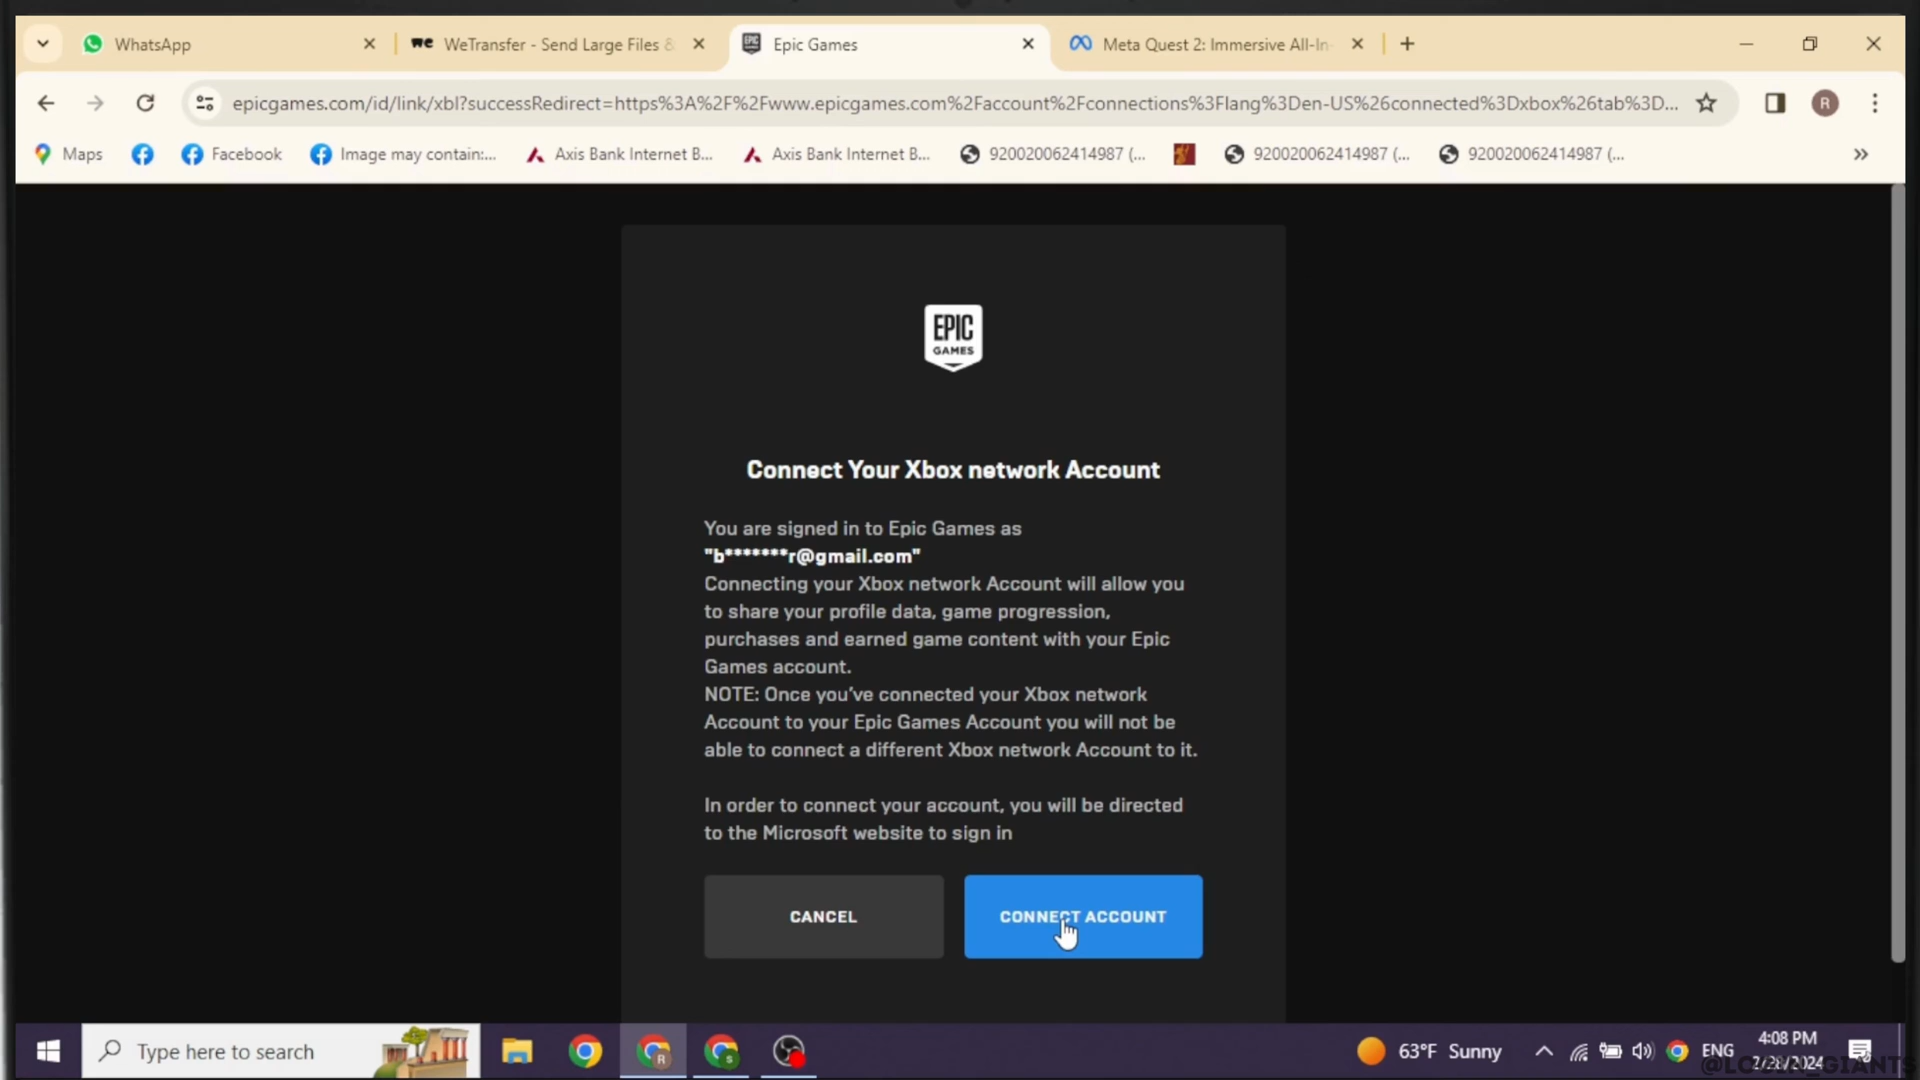 WhatsApp
we WeTransfer - Send Large Files &
Epic Games
Meta Quest 2: Immersive All-In-
epicgames.com/id/link/xbl?successRedirect=https%3A%2F%2Fwww.epicgames.com%2Faccount%2Fconnections%3Flang%3Den-US%26connected%3Dxbox%26tab%3D...
R
Maps
Facebook
Image may contain:...
Axis Bank Internet B...
Axis Bank Internet B...
920020062414987 (...
920020062414987 (...
920020062414987 (...
EPIC
GAMES
Connect Your Xbox network Account
You are signed in to Epic Games as
"b*******r@gmail.com"
Connecting your Xbox network Account will allow you
to share your profile data, game progression,
purchases and earned game content with your Epic
Games account.
NOTE: Once you've connected your Xbox network
Account to your Epic Games Account you will not be
able to connect a different Xbox network Account to it.
In order to connect your account, you will be directed
to the Microsoft website to sign in
CANCEL
CONNECT ACCOUNT
Type here to search
R
S
63°F Sunny
ENG
4:08 PM
2/28/2024
@LOGIN_GIANTS